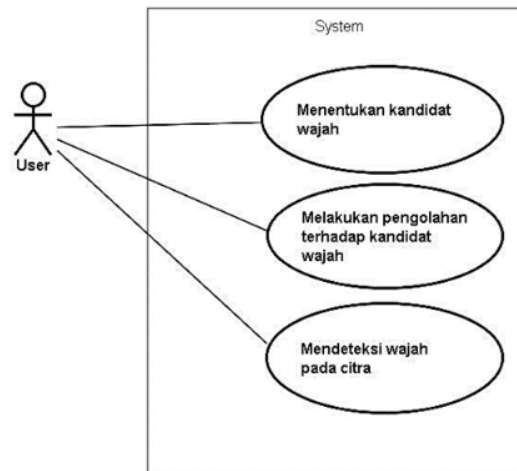 System
User
Menentukan kandidat
wajah
Melakukan pengolahan
terhadap kandidat
wajah
Mendeteksi wajah
pada citra